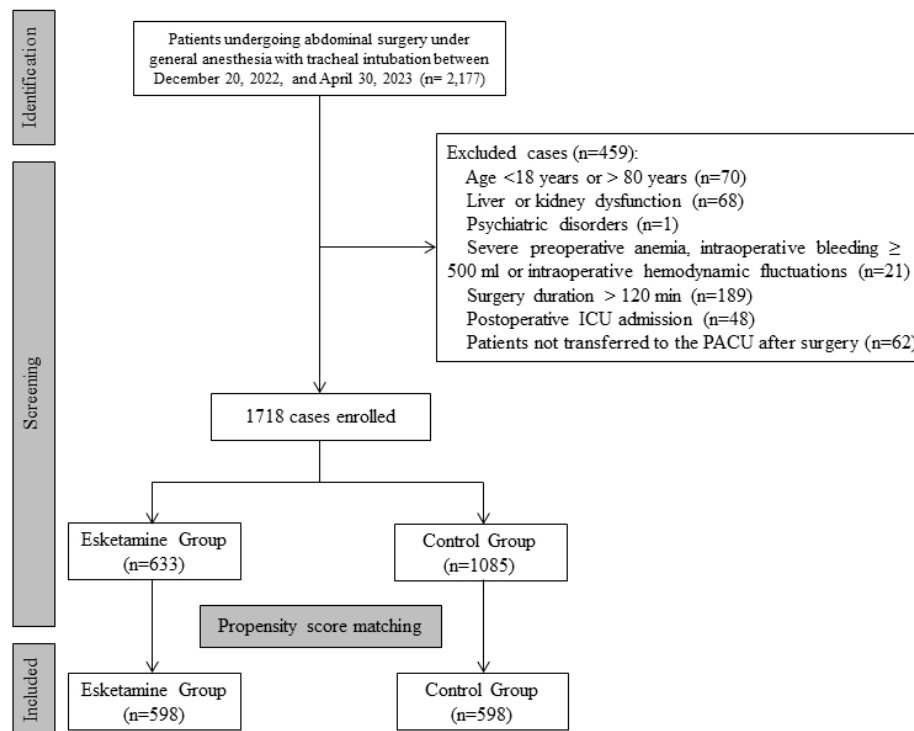 Identification
Patients undergoing abdominal surgery under
general anesthesia with tracheal intubation between
December 20, 2022, and April 30, 2023 (n= 2,177)
Screening
Excluded cases (n=459):
Age <18 years or > 80 years (n=70)
Liver or kidney dysfunction (n=68)
Psychiatric disorders (n=1)
Severe preoperative anemia, intraoperative bleeding ≥
500 ml or intraoperative hemodynamic fluctuations (n=21)
Surgery duration > 120 min (n=189)
Postoperative ICU admission (n=48)
Patients not transferred to the PACU after surgery (n=62)
1718 cases enrolled
Esketamine Group
(n=633)
Control Group
(n=1085)
Propensity score matching
Included
Esketamine Group
(n=598)
Control Group
(n=598)